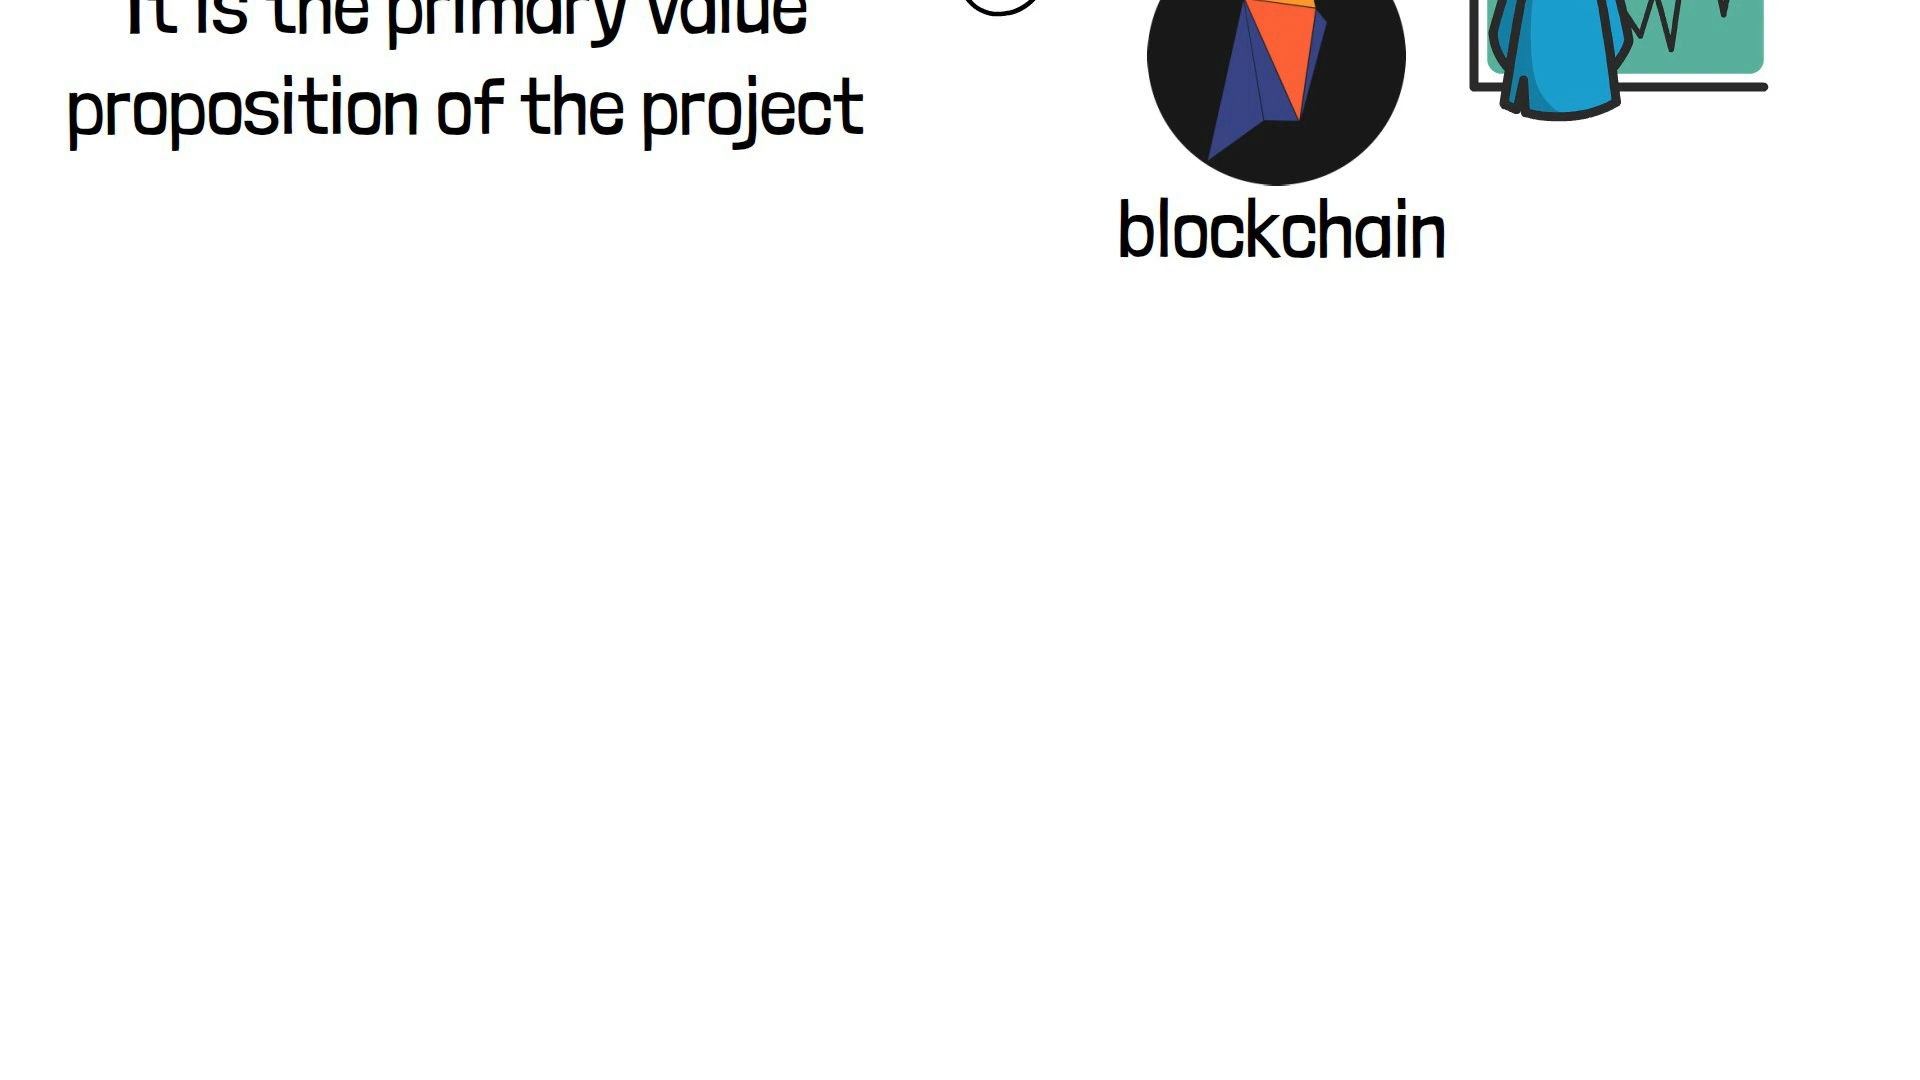 It is the primary value
proposition of the project
blockchain